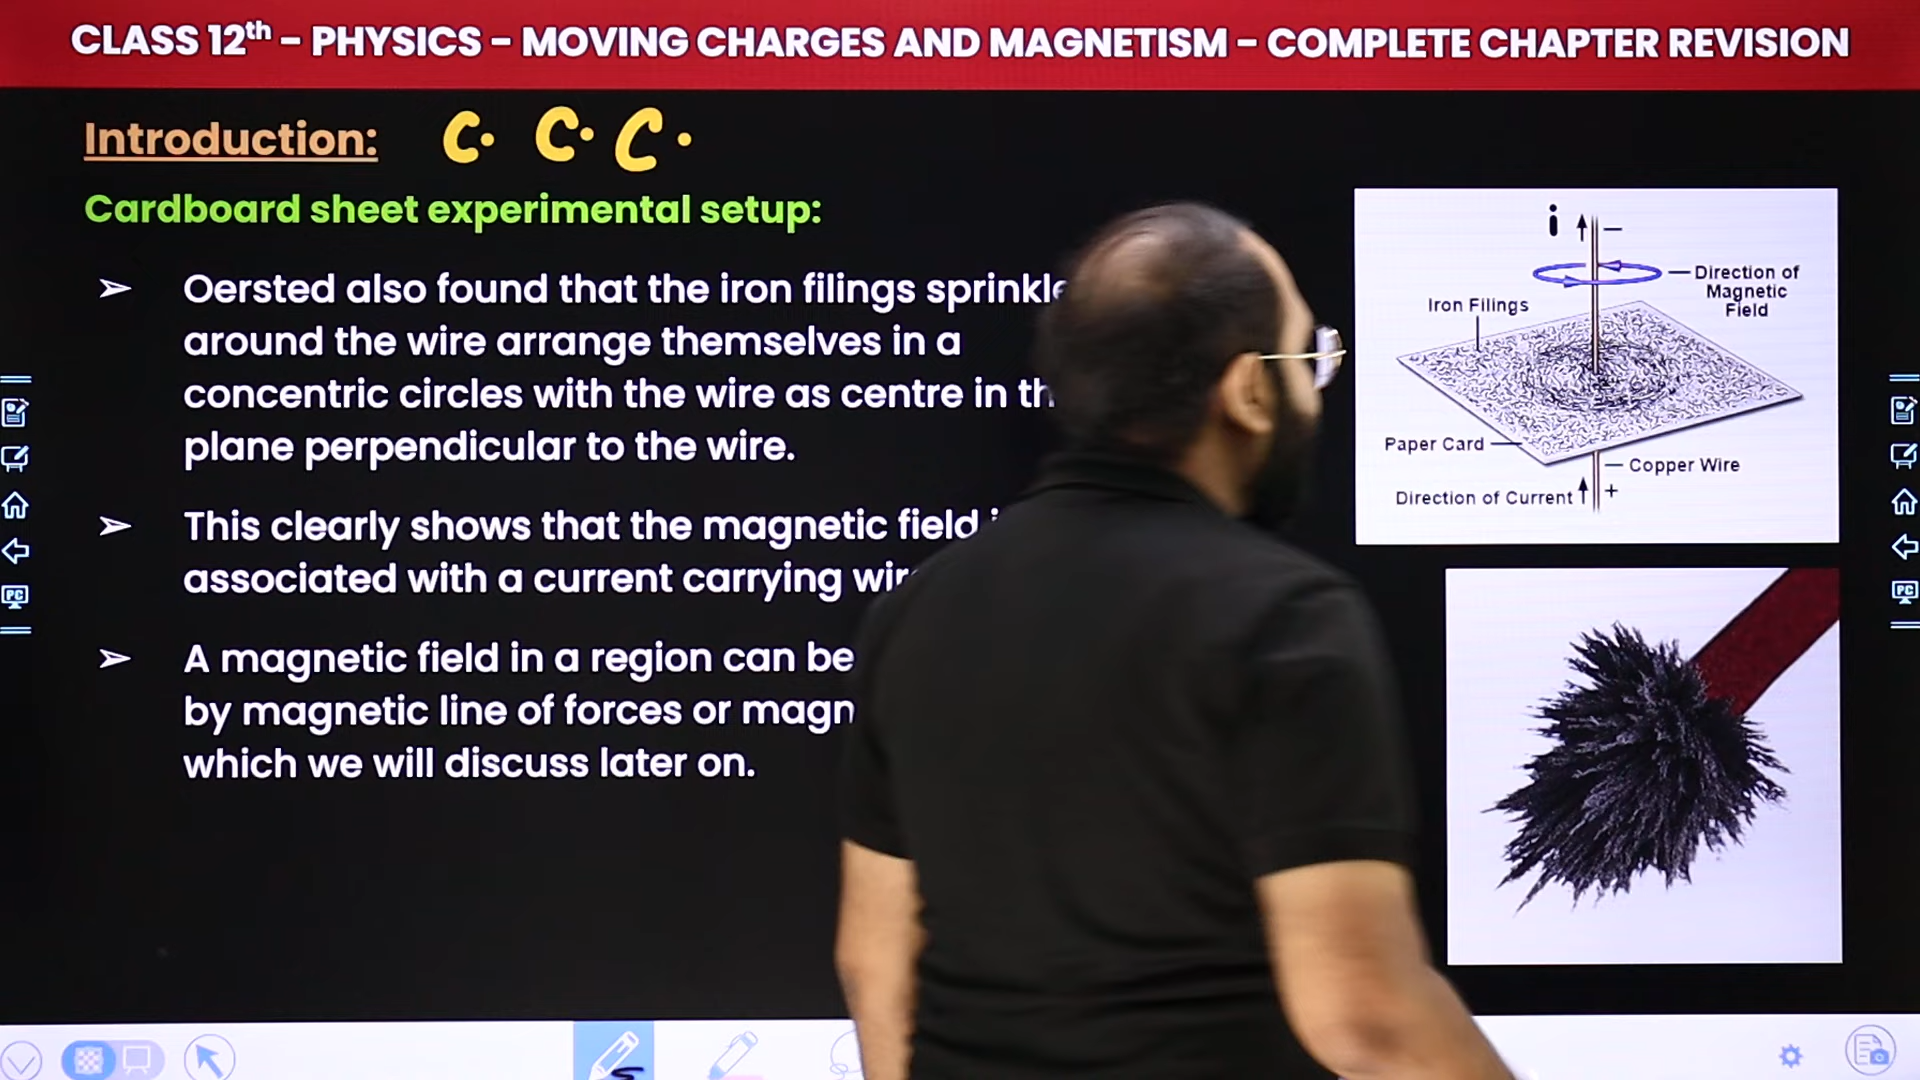 CLASS 12th - PHYSICS - MOVING CHARGES AND MAGNETISM - COMPLETE CHAPTER REVISION
Introduction: C. C. C.
Cardboard sheet experimental setup:
➢ Oersted also found that the iron filings
around the wire arrange themselves in a
concentric circles with the wire as centre in
plane perpendicular to the wire.
➢ This clearly shows that the magnetic field
associated with a current carrying
➢ A magnetic field in a region can be
by magnetic line of forces or
which we will discuss later on.
i
−
Direction of
Magnetic
Field
Iron Filings
Paper Card
Copper Wire
Direction of Current
+
PC
PC